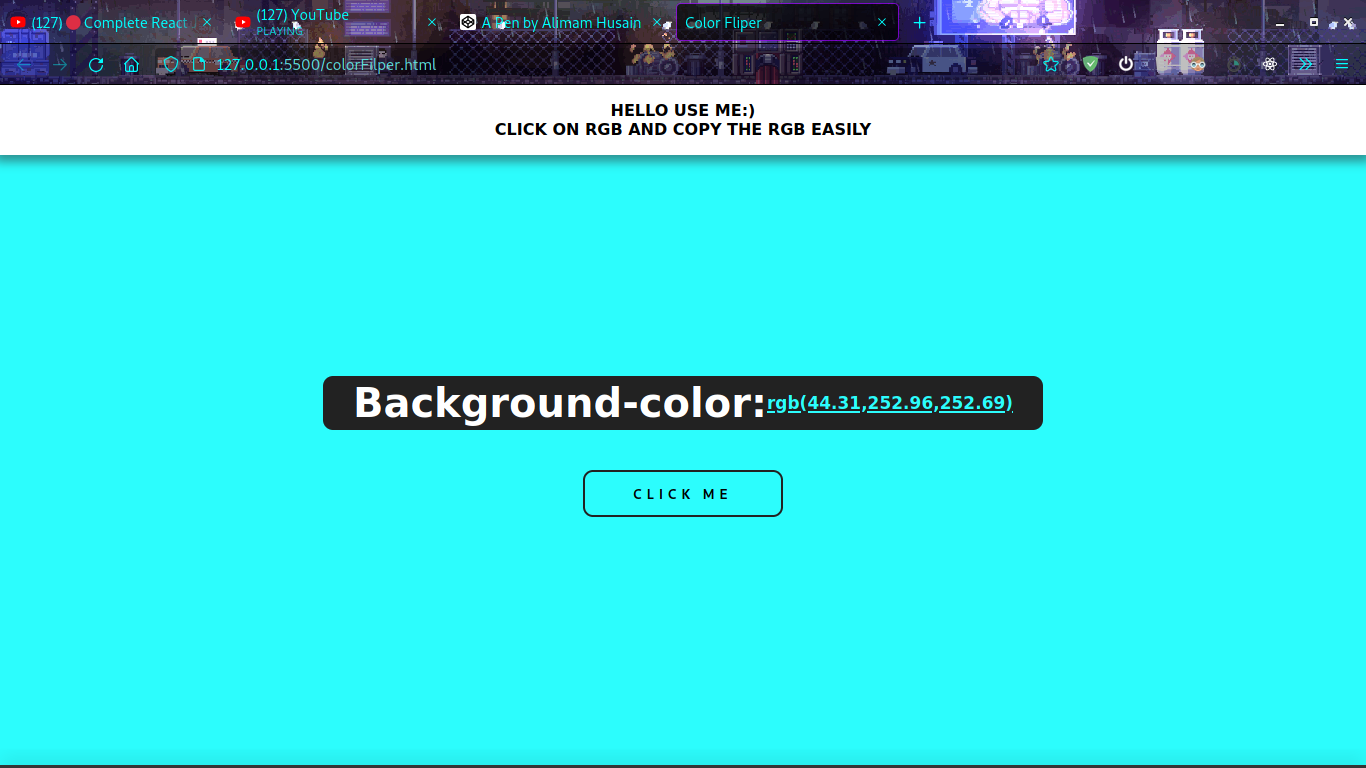 (127) 🔴 Complete React
(127) YouTube
PLAYING
A Pen by Alimam Husain
Color Fliper
127.0.0.1:5500/colorFilper.html
HELLO USE ME:)
CLICK ON RGB AND COPY THE RGB EASILY
Background-color:rgb(44.31,252.96,252.69)
CLICK ME